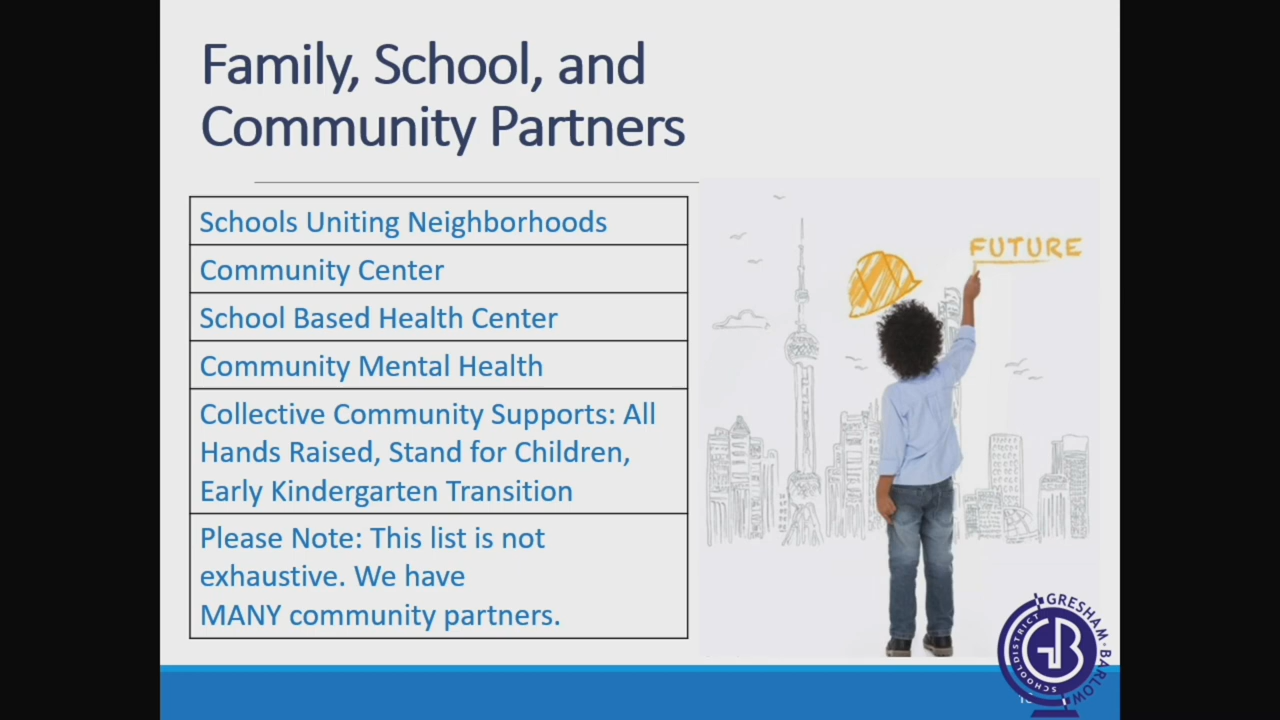 Family, School, and
Community Partners
Schools Uniting Neighborhoods
Community Center
School Based Health Center
Community Mental Health
Collective Community Supports: All
Hands Raised, Stand for Children,
Early Kindergarten Transition
Please Note: This list is not
exhaustive. We have
MANY community partners.
FUTURE
GRESHAM-BARLOW
SCHOOL DISTRICT
GB